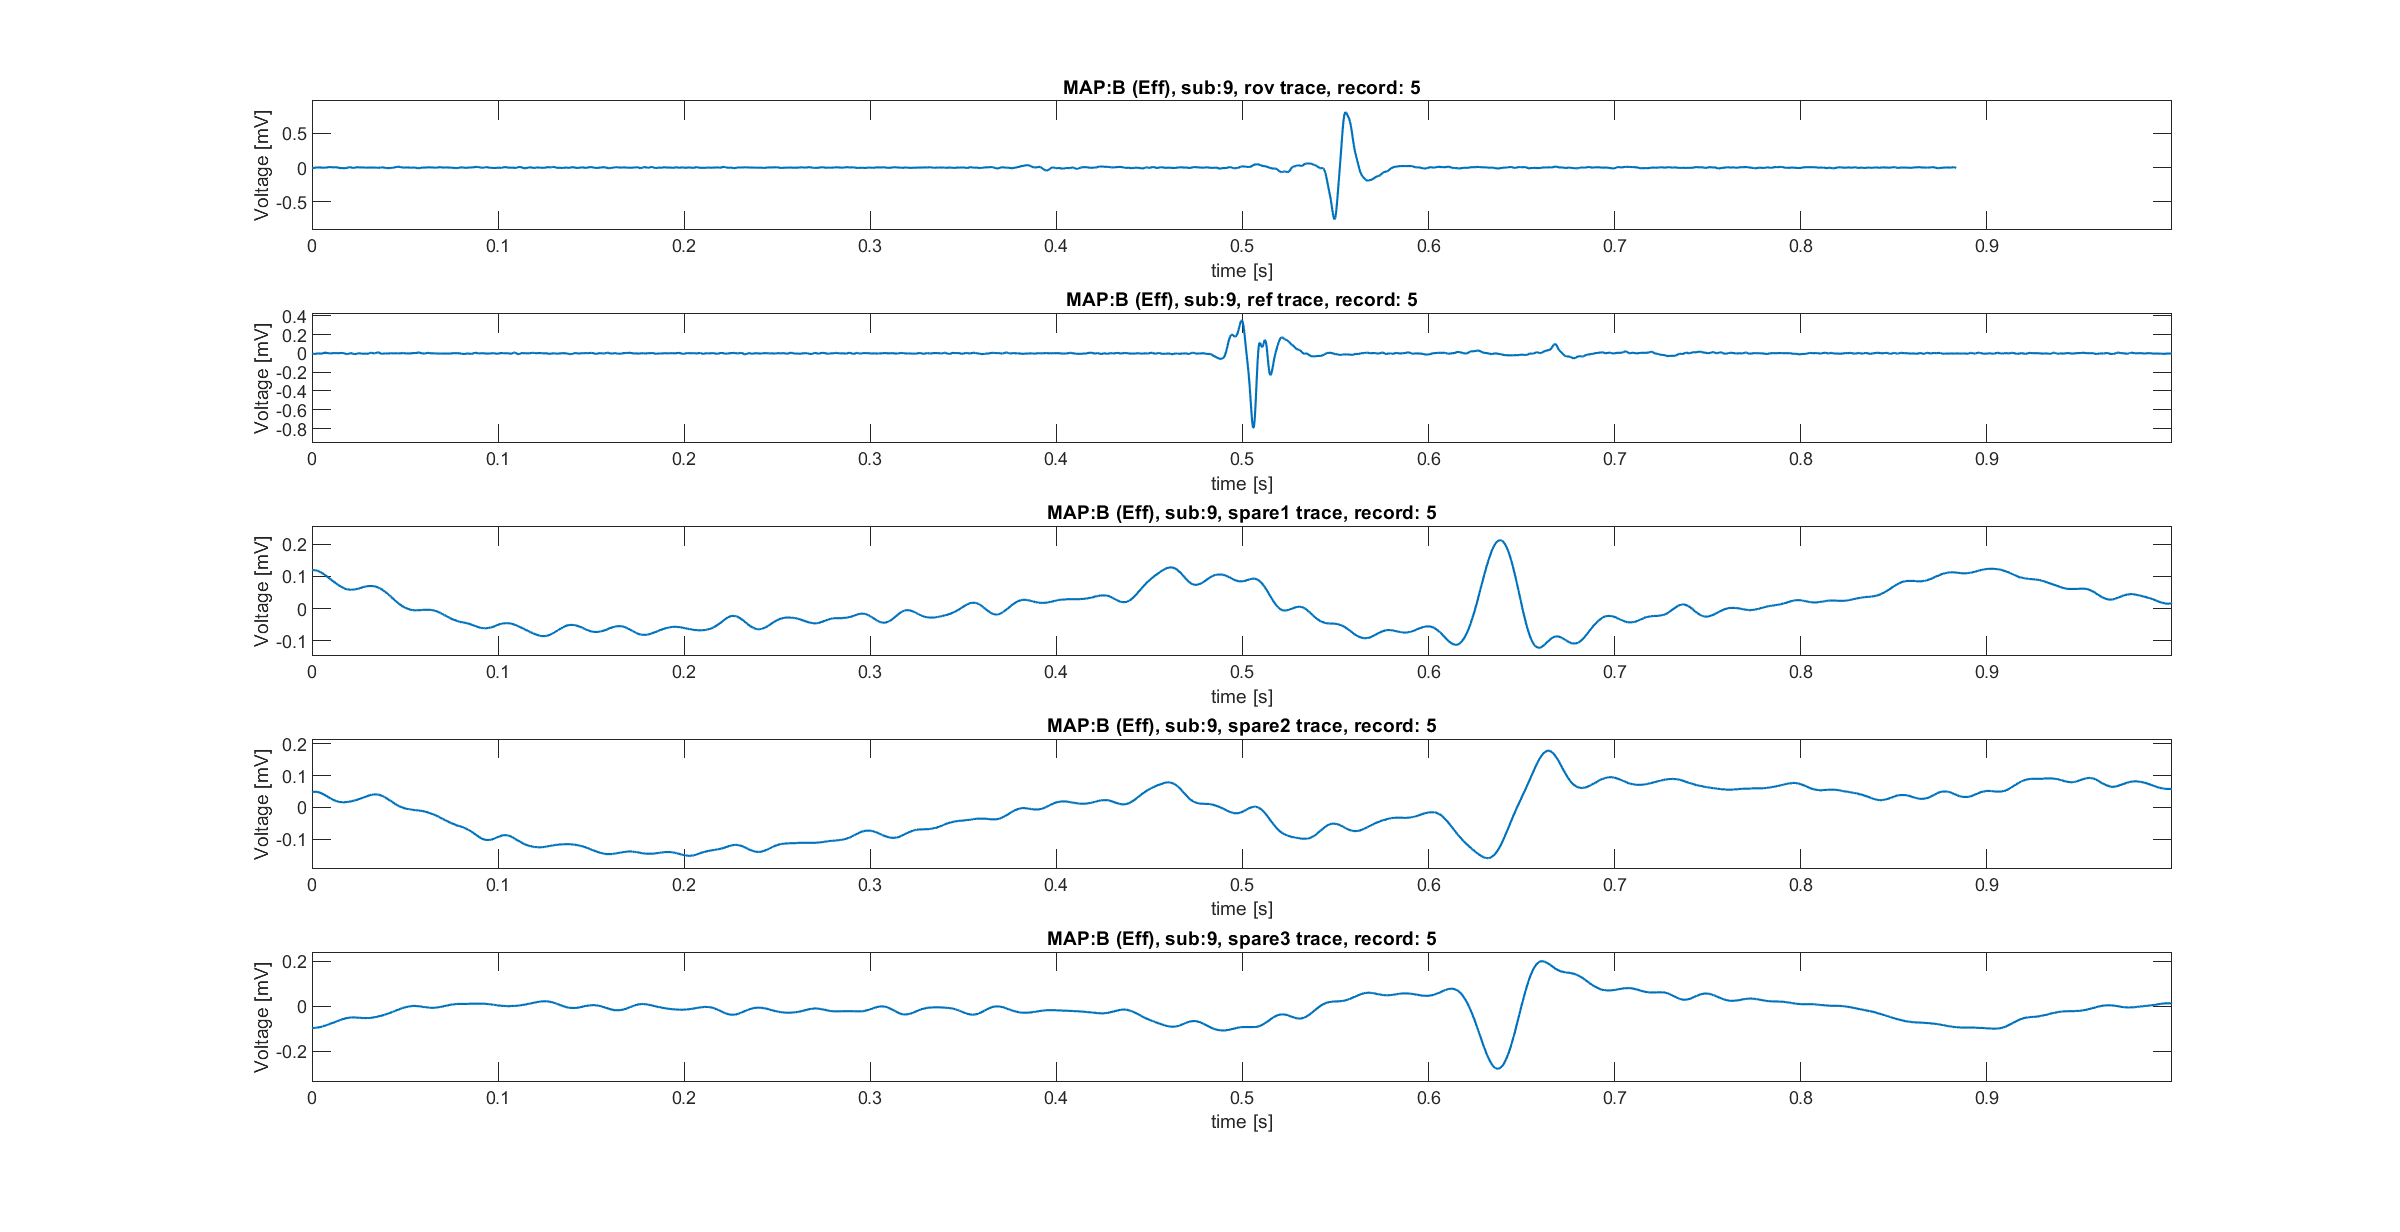 MAP:B (Eff), sub:9, rov trace, record: 5
Voltage [mV]
0.5
0
-0.5
0 0.1 0.2 0.3 0.4 0.5 0.6 0.7 0.8 0.9
time [s]
MAP:B (Eff), sub:9, ref trace, record: 5
Voltage [mV]
0.4
0.2
0
-0.2
-0.4
-0.6
-0.8
0 0.1 0.2 0.3 0.4 0.5 0.6 0.7 0.8 0.9
time [s]
MAP:B (Eff), sub:9, spare1 trace, record: 5
Voltage [mV]
0.2
0.1
0
-0.1
0 0.1 0.2 0.3 0.4 0.5 0.6 0.7 0.8 0.9
time [s]
MAP:B (Eff), sub:9, spare2 trace, record: 5
Voltage [mV]
0.2
0.1
0
-0.1
0 0.1 0.2 0.3 0.4 0.5 0.6 0.7 0.8 0.9
time [s]
MAP:B (Eff), sub:9, spare3 trace, record: 5
Voltage [mV]
0.2
0
-0.2
0 0.1 0.2 0.3 0.4 0.5 0.6 0.7 0.8 0.9
time [s]